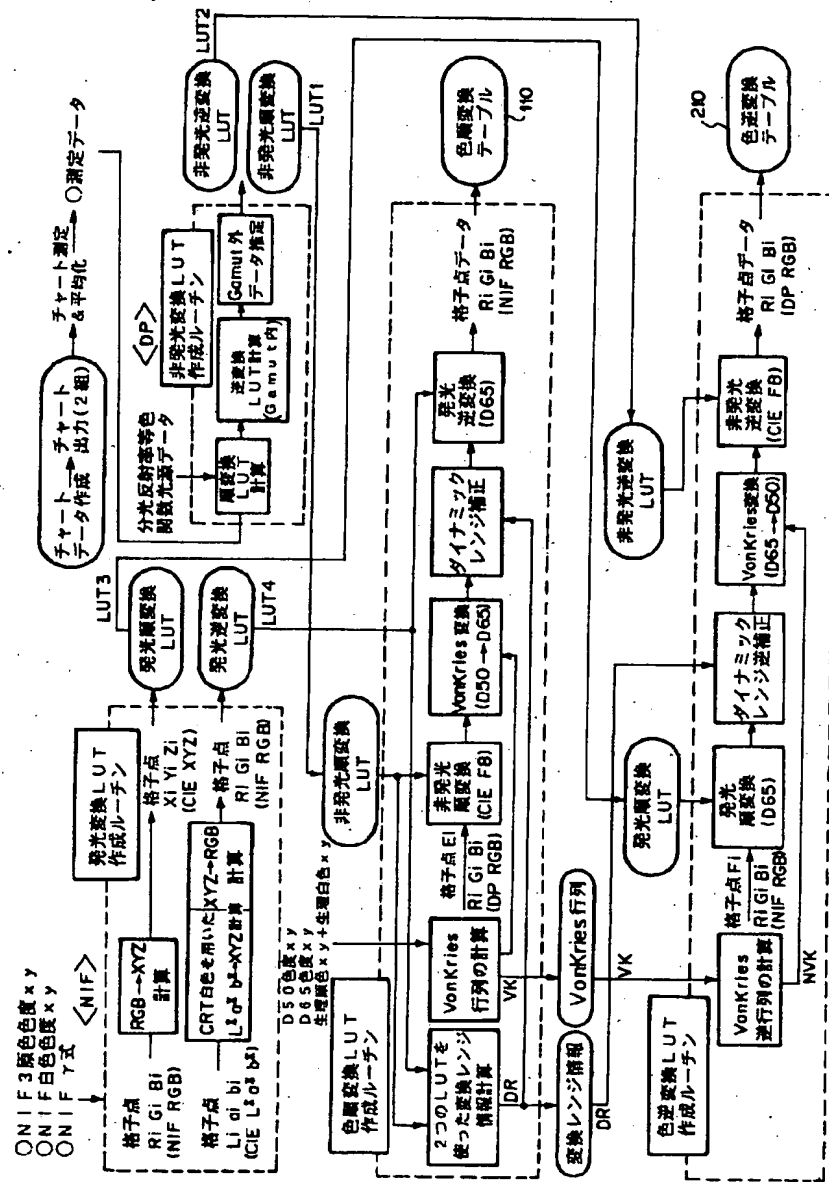 ○NIF3原色色度xy
○NIF白色色度xy
○NIF γ式
<NIF>
発光変換LUT
作成ルーチン
格子点
Ri Gi Bi
(NIF RGB)
RGB→XYZ
計算
格子点
Xi Yi Zi
(CIE XYZ)
格子点
Li ai bi
(CIE L* a* b*)
CRT白色を用いた
L* a* b*→XYZ計算
XYZ→RGB
計算
格子点
Ri Gi Bi
(NIF RGB)
LUT3
発光順変換
LUT
発光逆変換
LUT
LUT4
チャート
データ作成
チャート
出力(2組)
チャート測定
&平均化
○測定データ
分光反射率等色
関数光源データ
<DP>
非発光変換LUT
作成ルーチン
順変換
LUT
計算
逆変換
LUT計算
(Gamut内)
Gamut外
データ推定
非発光逆変換
LUT
LUT2
非発光順変換
LUT
LUT1
D50色度xy
D65色度xy
生理原色xy+生理白色xy
非発光順変換
LUT
色順変換LUT
作成ルーチン
2つのLUTを
使った変換レンジ
情報計算
DR
VonKries
行列の計算
VK
格子点Ei
Ri Gi Bi
(DP RGB)
非発光
順変換
(CIE F8)
VonKries変換
(D50→D65)
ダイナミック
レンジ補正
発光
逆変換
(D65)
格子点データ
Ri Gi Bi
(NIF RGB)
色順変換
テーブル
110
変換レンジ情報
DR
VonKries行列
VK
発光順変換
LUT
非発光逆変換
LUT
色逆変換LUT
作成ルーチン
VonKries
逆行列の計算
NVK
格子点Fi
Ri Gi Bi
(NIF RGB)
発光
順変換
(D65)
ダイナミック
レンジ逆補正
VonKries変換
(D65→D50)
非発光
逆変換
(CIE F8)
格子点データ
Ri Gi Bi
(DP RGB)
色逆変換
テーブル
210